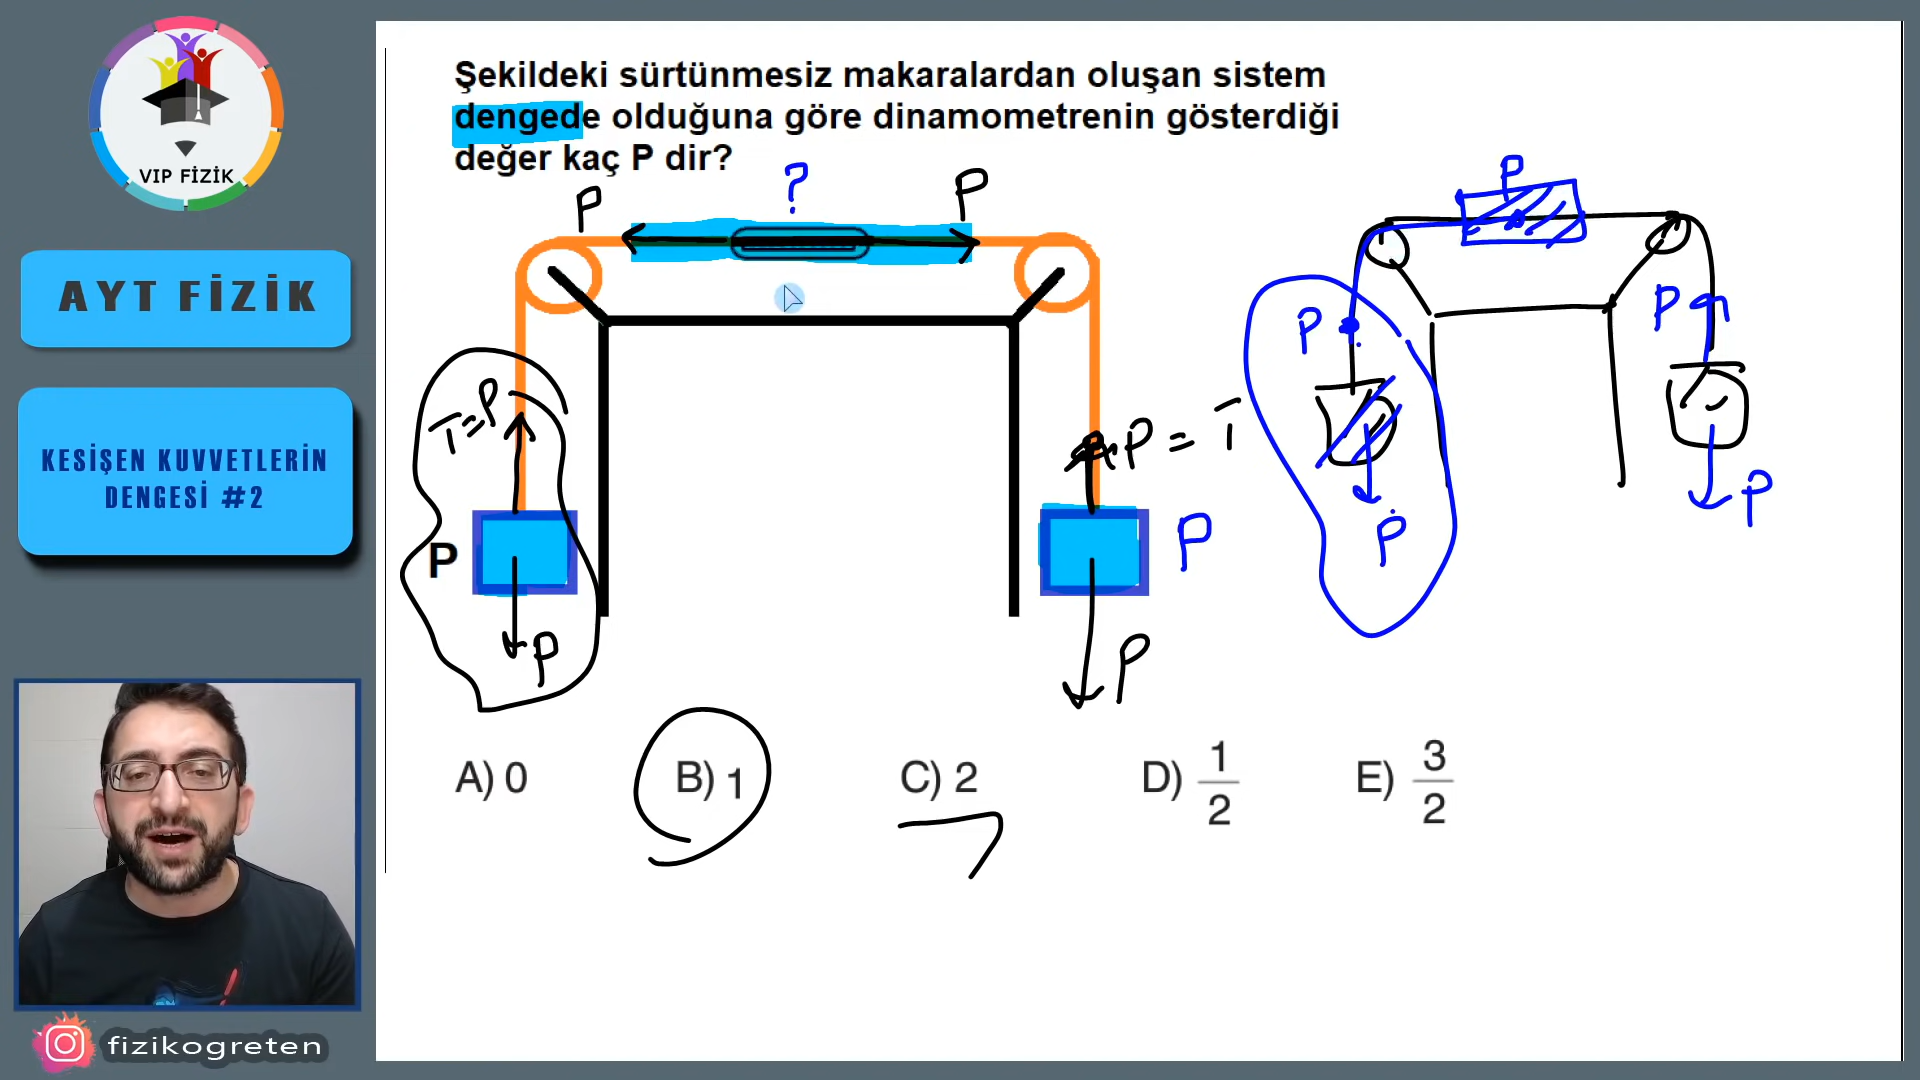 VIP FİZİK
AYT FİZİK
KESİŞEN KUVVETLERİN
DENGESİ #2
fizikogreten
Şekildeki sürtünmesiz makaralardan oluşan sistem
dengede olduğuna göre dinamometrenin gösterdiği
değer kaç P dir?
P
?
P
T=P
P
P
P = T
P
P
P
P
P
P
P
A) 0
B) 1
C) 2
D) 1/2
E) 3/2